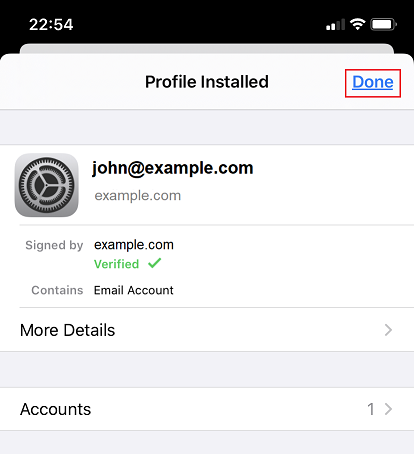 22:54
Profile Installed
Done
john@example.com
example.com
Signed by example.com
Verified
Contains Email Account
More Details
Accounts 1